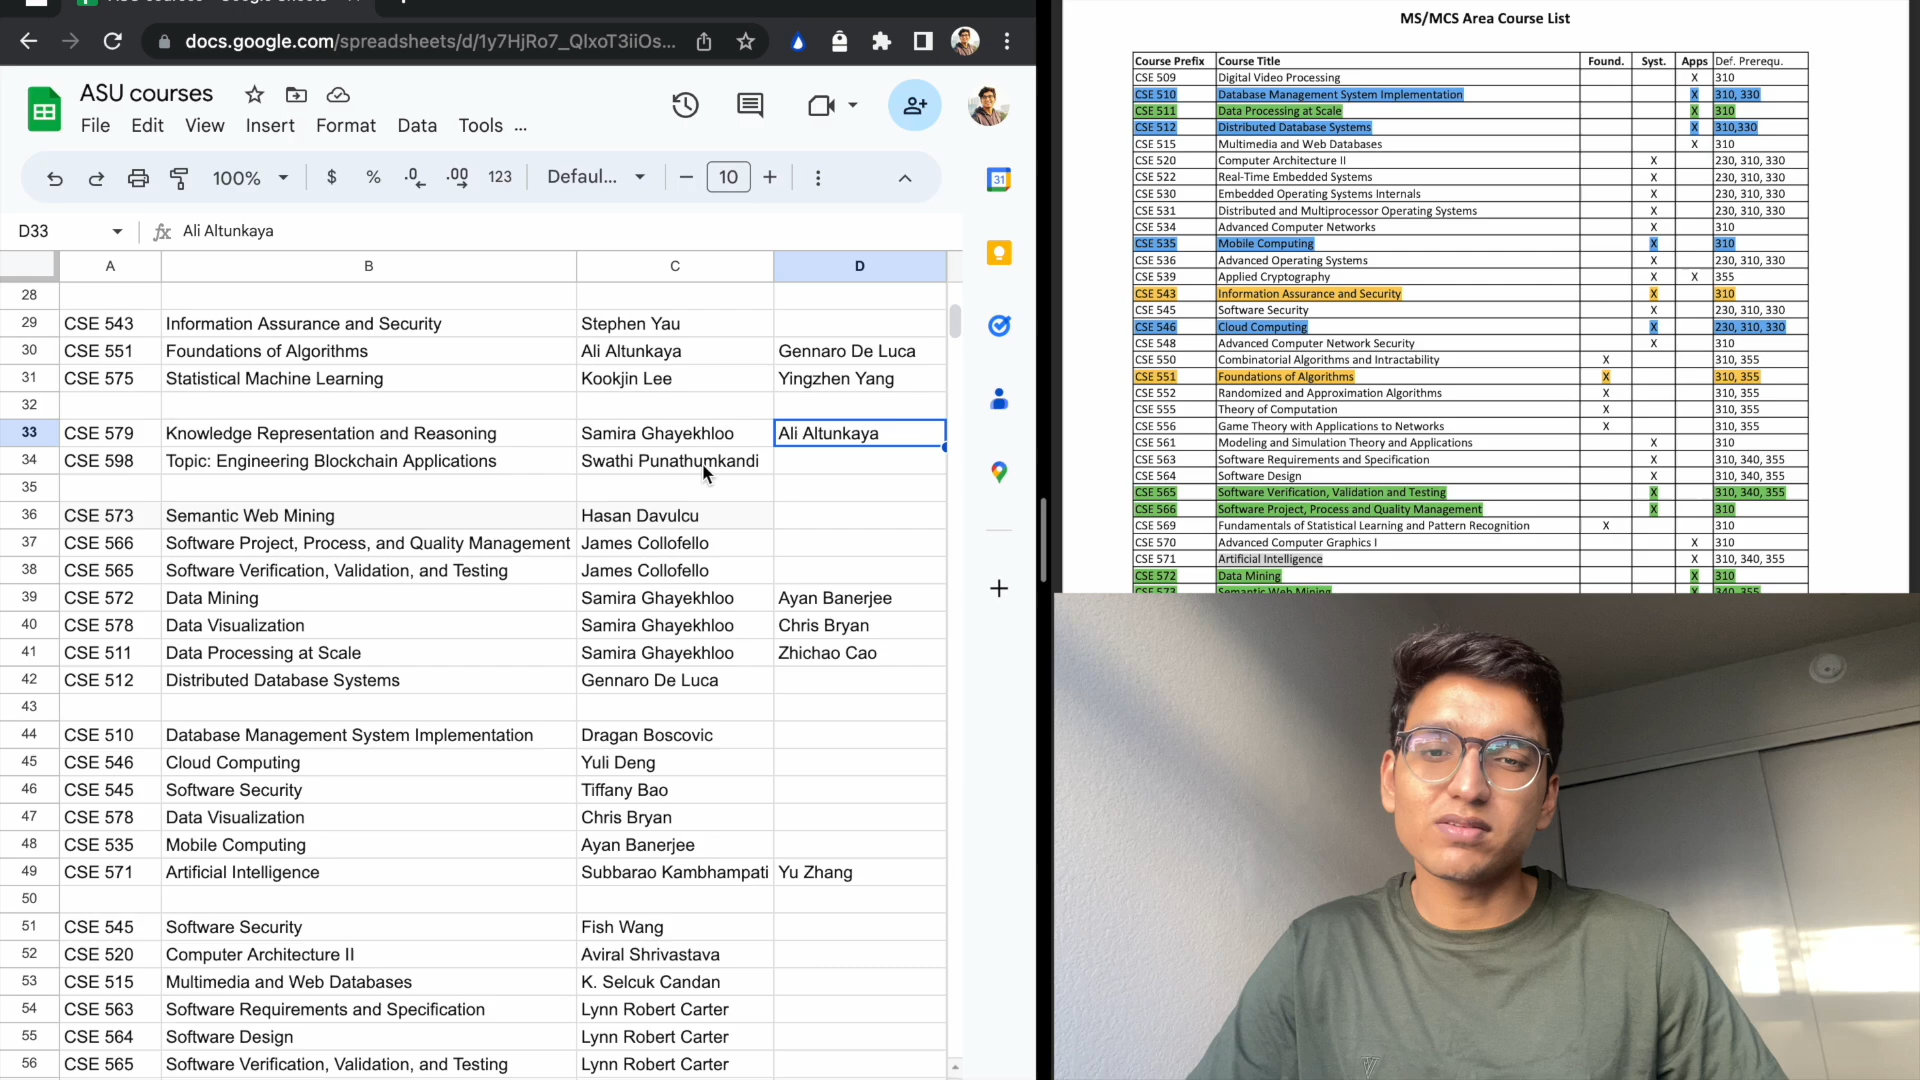 docs.google.com/spreadsheets/d/1y7HjRo7_QIxoT3iiOs...
ASU courses
File Edit View Insert Format Data Tools ...
100% $ % .0 .00 123 Defaul... 10
D33 fx Ali Altunkaya
A B C D
28
29 CSE 543 Information Assurance and Security Stephen Yau
30 CSE 551 Foundations of Algorithms Ali Altunkaya Gennaro De Luca
31 CSE 575 Statistical Machine Learning Kookjin Lee Yingzhen Yang
32
33 CSE 579 Knowledge Representation and Reasoning Samira Ghayekhloo Ali Altunkaya
34 CSE 598 Topic: Engineering Blockchain Applications Swathi Punathumkandi
35
36 CSE 573 Semantic Web Mining Hasan Davulcu
37 CSE 566 Software Project, Process, and Quality Management James Collofello
38 CSE 565 Software Verification, Validation, and Testing James Collofello
39 CSE 572 Data Mining Samira Ghayekhloo Ayan Banerjee
40 CSE 578 Data Visualization Samira Ghayekhloo Chris Bryan
41 CSE 511 Data Processing at Scale Samira Ghayekhloo Zhichao Cao
42 CSE 512 Distributed Database Systems Gennaro De Luca
43
44 CSE 510 Database Management System Implementation Dragan Boscovic
45 CSE 546 Cloud Computing Yuli Deng
46 CSE 545 Software Security Tiffany Bao
47 CSE 578 Data Visualization Chris Bryan
48 CSE 535 Mobile Computing Ayan Banerjee
49 CSE 571 Artificial Intelligence Subbarao Kambhampati Yu Zhang
50
51 CSE 545 Software Security Fish Wang
52 CSE 520 Computer Architecture II Aviral Shrivastava
53 CSE 515 Multimedia and Web Databases K. Selcuk Candan
54 CSE 563 Software Requirements and Specification Lynn Robert Carter
55 CSE 564 Software Design Lynn Robert Carter
56 CSE 565 Software Verification, Validation, and Testing Lynn Robert Carter
31
MS/MCS Area Course List
Course Prefix Course Title Found. Syst. Apps Def. Prerequ.
CSE 509 Digital Video Processing X 310
CSE 510 Database Management System Implementation X 310, 330
CSE 511 Data Processing at Scale X 310
CSE 512 Distributed Database Systems X 310,330
CSE 515 Multimedia and Web Databases X 310
CSE 520 Computer Architecture II X 230, 310, 330
CSE 522 Real-Time Embedded Systems X 230, 310, 330
CSE 530 Embedded Operating Systems Internals X 230, 310, 330
CSE 531 Distributed and Multiprocessor Operating Systems X 230, 310, 330
CSE 534 Advanced Computer Networks X 310
CSE 535 Mobile Computing X 310
CSE 536 Advanced Operating Systems X 230, 310, 330
CSE 539 Applied Cryptography X X 355
CSE 543 Information Assurance and Security X 310
CSE 545 Software Security X 230, 310, 330
CSE 546 Cloud Computing X 230, 310, 330
CSE 548 Advanced Computer Network Security X 310
CSE 550 Combinatorial Algorithms and Intractability X 310, 355
CSE 551 Foundations of Algorithms X 310, 355
CSE 552 Randomized and Approximation Algorithms X 310, 355
CSE 555 Theory of Computation X 310, 355
CSE 556 Game Theory with Applications to Networks X 310, 355
CSE 561 Modeling and Simulation Theory and Applications X 310
CSE 563 Software Requirements and Specification X 310, 340, 355
CSE 564 Software Design X 310, 340, 355
CSE 565 Software Verification, Validation and Testing X 310, 340, 355
CSE 566 Software Project, Process and Quality Management X 310
CSE 569 Fundamentals of Statistical Learning and Pattern Recognition X 310
CSE 570 Advanced Computer Graphics I X 310
CSE 571 Artificial Intelligence X 310, 340, 355
CSE 572 Data Mining X 310
CSE 573 Semantic Web Mining X 340, 355